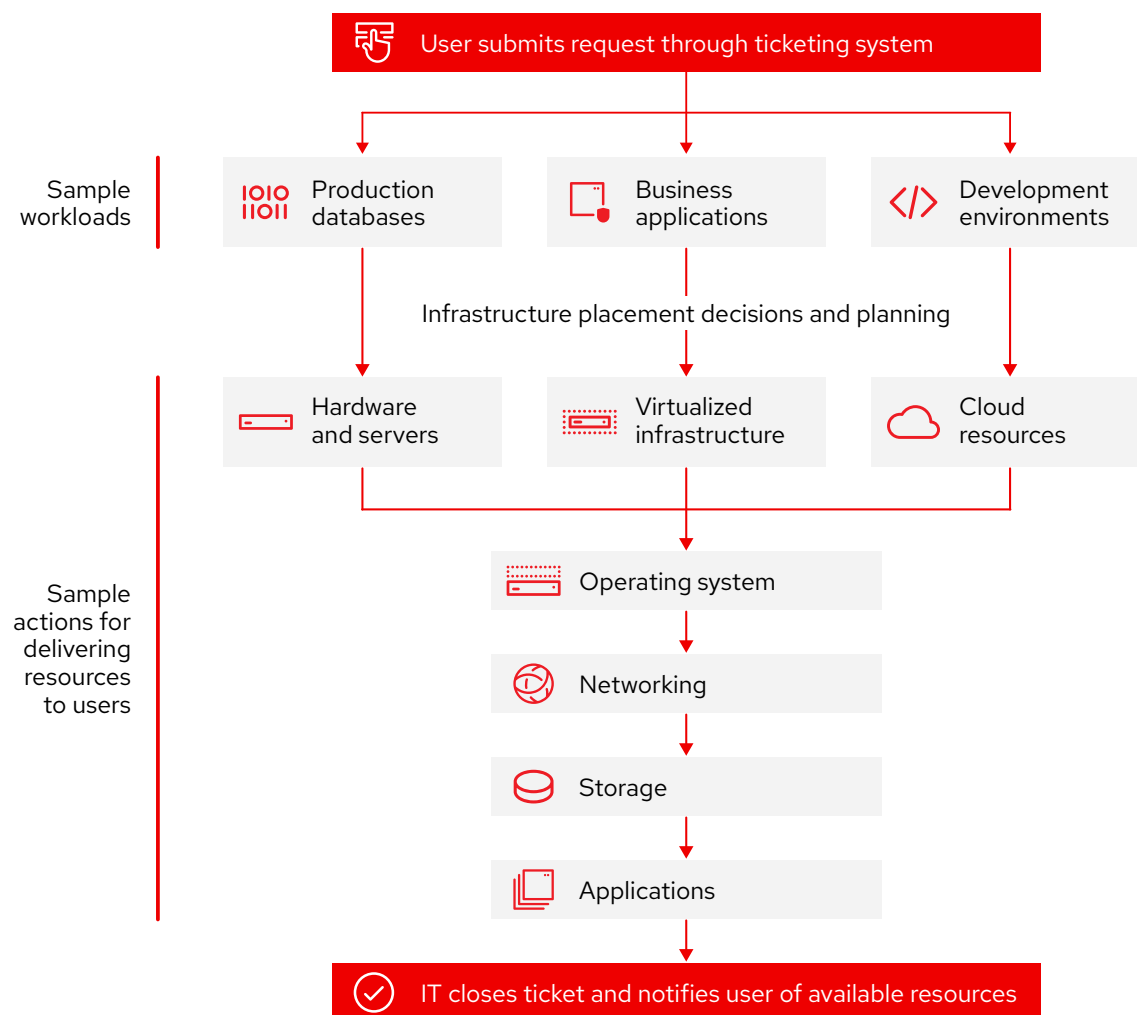 User submits request through ticketing system
Sample
workloads
Production
databases
Business
applications
Development
environments
Infrastructure placement decisions and planning
Hardware
and servers
Virtualized
infrastructure
Cloud
resources
Sample
actions for
delivering
resources
to users
Operating system
Networking
Storage
Applications
IT closes ticket and notifies user of available resources